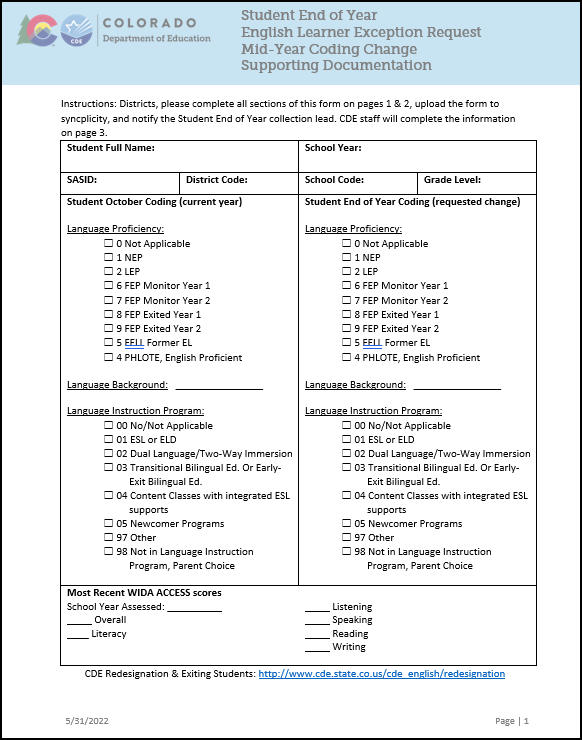 COLORADO
Department of Education
CDE
Student End of Year
English Learner Exception Request
Mid-Year Coding Change
Supporting Documentation
Instructions: Districts, please complete all sections of this form on pages 1 & 2, upload the form to
syncplicity, and notify the Student End of Year collection lead. CDE staff will complete the information
on page 3.
Student Full Name: School Year:
SASID: District Code: School Code: Grade Level:
Student October Coding (current year)
Language Proficiency:
☐ 0 Not Applicable
☐ 1 NEP
☐ 2 LEP
☐ 6 FEP Monitor Year 1
☐ 7 FEP Monitor Year 2
☐ 8 FEP Exited Year 1
☐ 9 FEP Exited Year 2
☐ 5 FELL Former EL
☐ 4 PHLOTE, English Proficient
Language Background: ________________
Language Instruction Program:
☐ 00 No/Not Applicable
☐ 01 ESL or ELD
☐ 02 Dual Language/Two-Way Immersion
☐ 03 Transitional Bilingual Ed. Or Early-
Exit Bilingual Ed.
☐ 04 Content Classes with integrated ESL
supports
☐ 05 Newcomer Programs
☐ 97 Other
☐ 98 Not in Language Instruction
Program, Parent Choice
Student End of Year Coding (requested change)
Language Proficiency:
☐ 0 Not Applicable
☐ 1 NEP
☐ 2 LEP
☐ 6 FEP Monitor Year 1
☐ 7 FEP Monitor Year 2
☐ 8 FEP Exited Year 1
☐ 9 FEP Exited Year 2
☐ 5 FELL Former EL
☐ 4 PHLOTE, English Proficient
Language Background: ________________
Language Instruction Program:
☐ 00 No/Not Applicable
☐ 01 ESL or ELD
☐ 02 Dual Language/Two-Way Immersion
☐ 03 Transitional Bilingual Ed. Or Early-
Exit Bilingual Ed.
☐ 04 Content Classes with integrated ESL
supports
☐ 05 Newcomer Programs
☐ 97 Other
☐ 98 Not in Language Instruction
Program, Parent Choice
Most Recent WIDA ACCESS scores
School Year Assessed: __________
_____ Overall
____ Literacy
_____ Listening
_____ Speaking
_____ Reading
_____ Writing
CDE Redesignation & Exiting Students: http://www.cde.state.co.us/cde_english/redesignation
5/31/2022 Page | 1